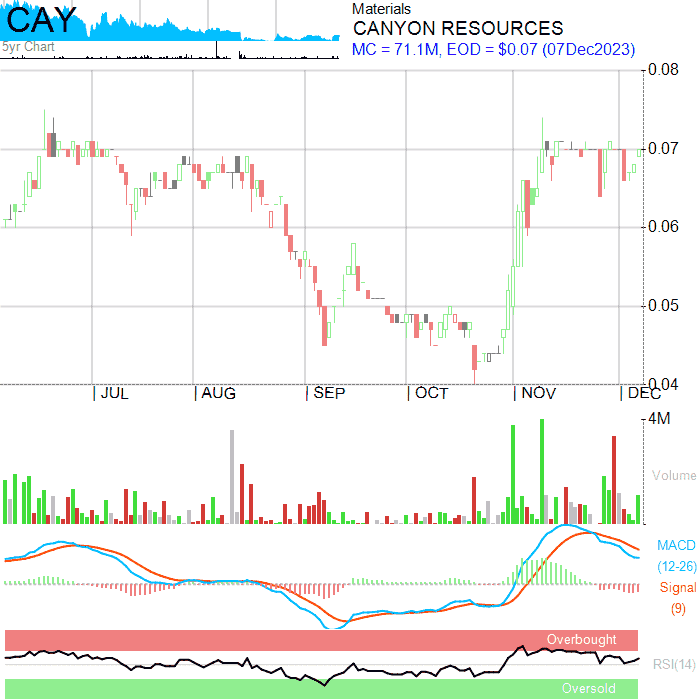 CAY
5yr Chart
Materials
CANYON RESOURCES
MC = 71.1M, EOD = $0.07 (07Dec2023)
0.08
0.07
0.06
0.05
0.04
JUL AUG SEP OCT NOV DEC
4M
Volume
MACD
(12-26)
Signal
(9)
Overbought
RSI(14)
Oversold